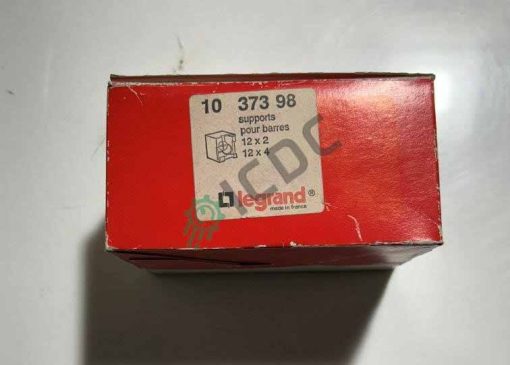 10 373 98
supports
pour barres
12 x 2
12 x 4
legrand®
made in france
ICDC